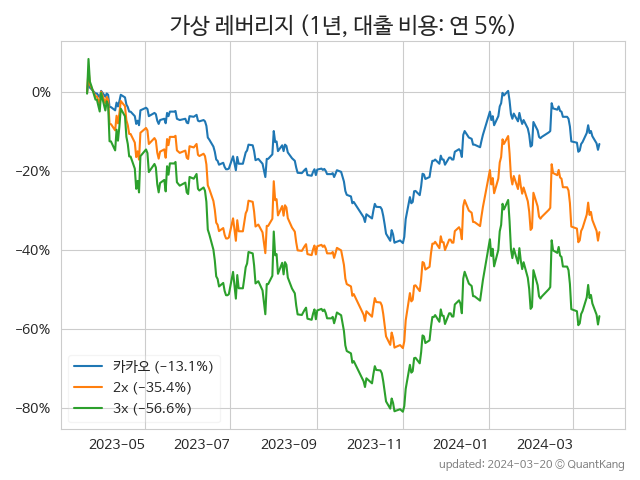 가상 레버리지 (1년, 대출 비용: 연 5%)
0%
−20%
−40%
−60%
−80%
카카오 (−13.1%)
2x (−35.4%)
3x (−56.6%)
2023-05 2023-07 2023-09 2023-11 2024-01 2024-03
updated: 2024-03-20 © QuantKang